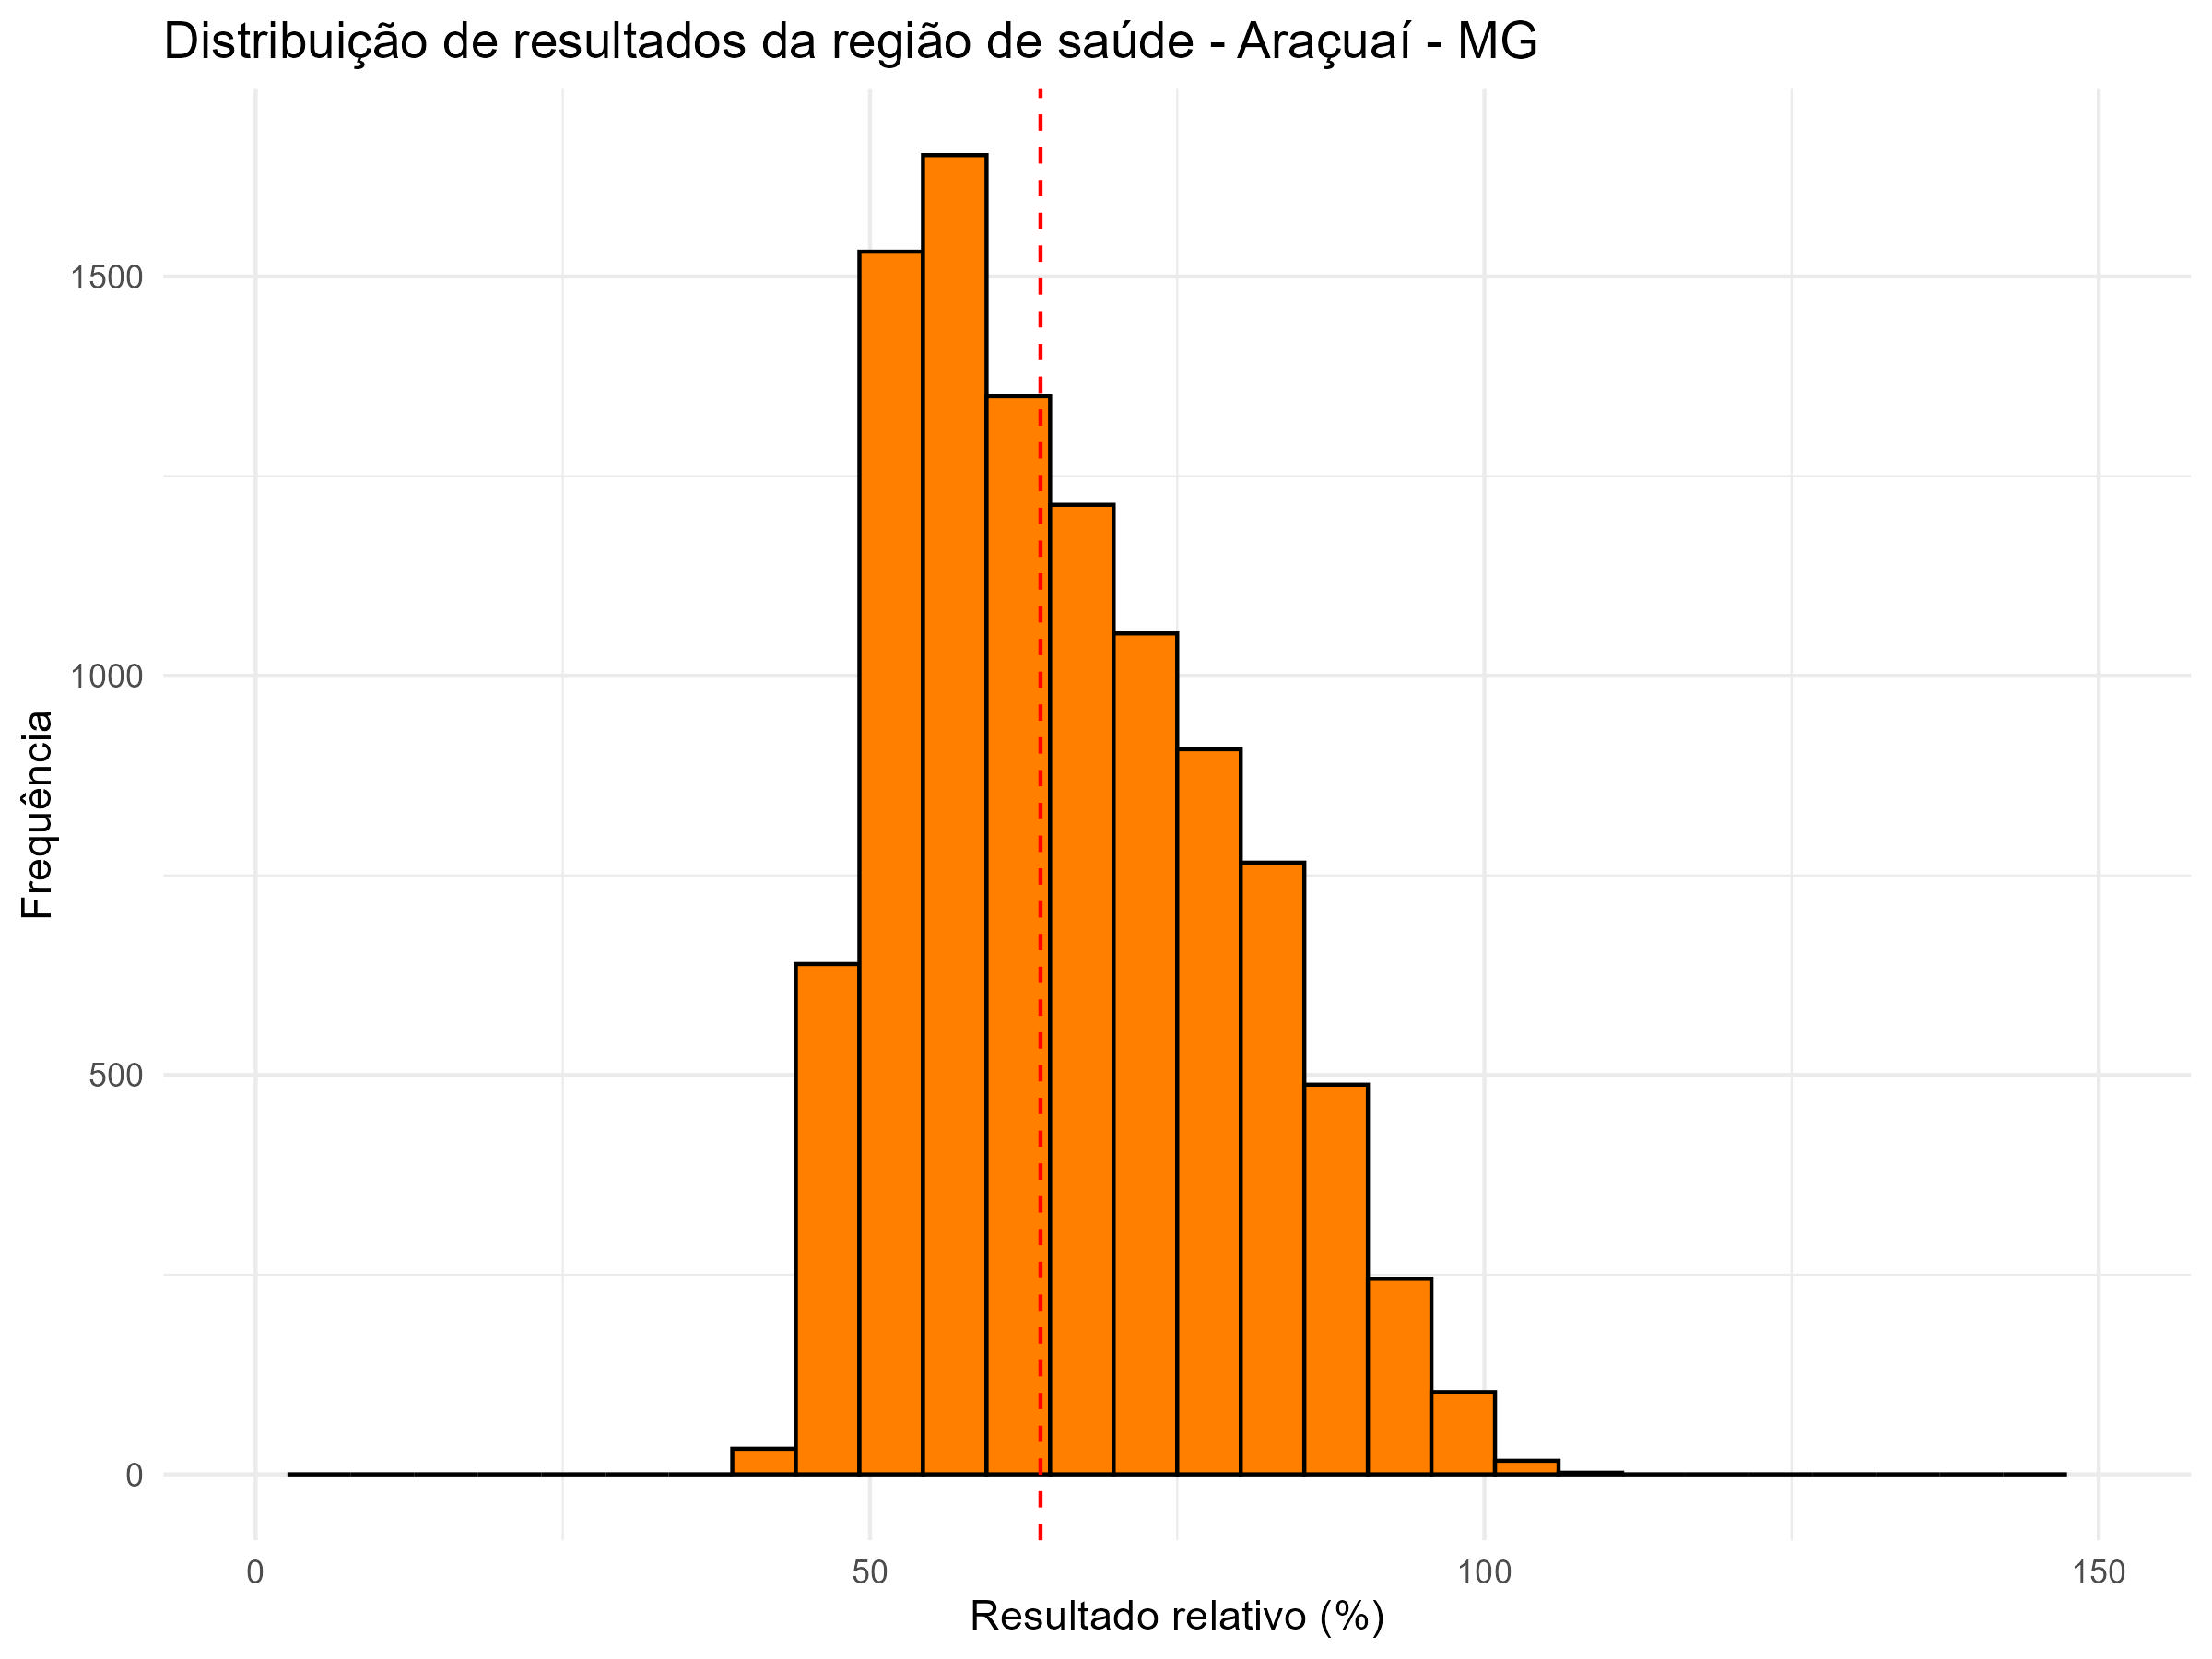 Distribuição de resultados da região de saúde - Araçuaí - MG
Frequência
1500
1000
500
0
0 50 100 150
Resultado relativo (%)